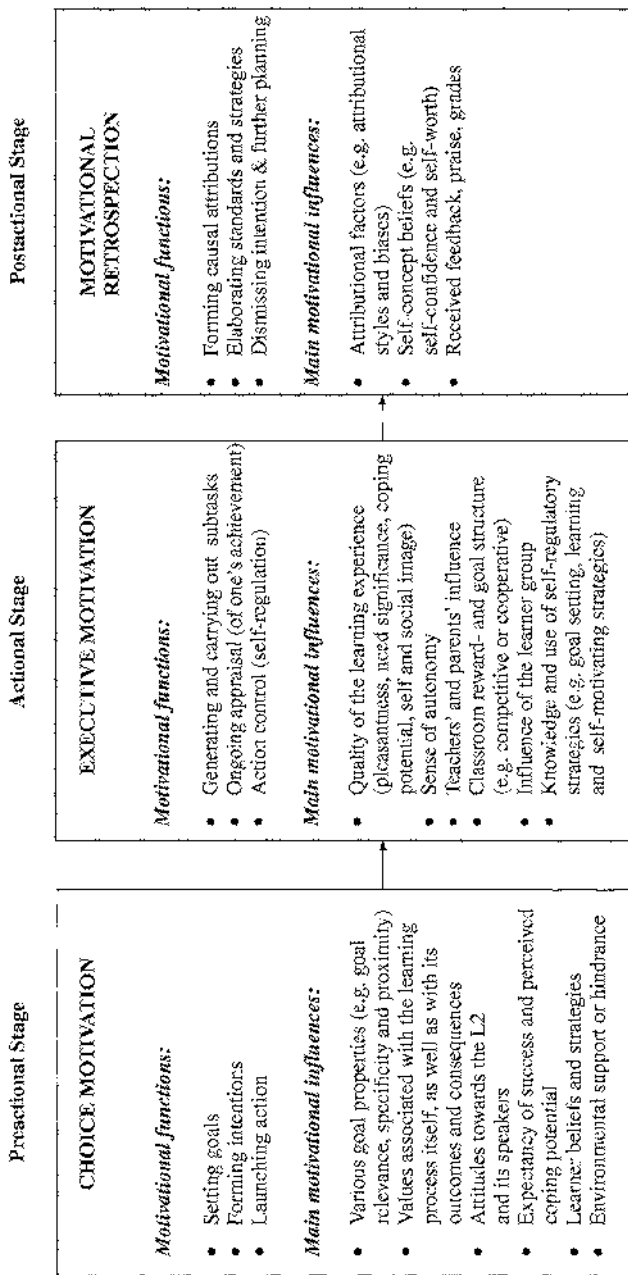 Preactional Stage
CHOICE MOTIVATION
Motivational functions:
• Setting goals
• Forming intentions
• Launching action
Main motivational influences:
• Various goal properties (e.g. goal
relevance, specificity and proximity)
• Values associated with the learning
process itself, as well as with its
outcomes and consequences
• Attitudes towards the L2
and its speakers
• Expectancy of success and perceived
coping potential
• Learner beliefs and strategies
• Environmental support or hindrance
Actional Stage
EXECUTIVE MOTIVATION
Motivational functions:
• Generating and carrying out subtasks
• Ongoing appraisal (of one's achievement)
• Action control (self-regulation)
Main motivational influences:
• Quality of the learning experience
(pleasantness, need significance, coping
potential, self and social image)
• Sense of autonomy
• Teachers' and parents' influence
• Classroom reward- and goal structure
(e.g. competitive or cooperative)
• Influence of the learner group
• Knowledge and use of self-regulatory
strategies (e.g. goal setting, learning
and self-motivating strategies)
Postactional Stage
MOTIVATIONAL
RETROSPECTION
Motivational functions:
• Forming causal attributions
• Elaborating standards and strategies
• Dismissing intention & further planning
Main motivational influences:
• Attributional factors (e.g. attributional
styles and biases)
• Self-concept beliefs (e.g.
self-confidence and self-worth)
• Received feedback, praise, grades